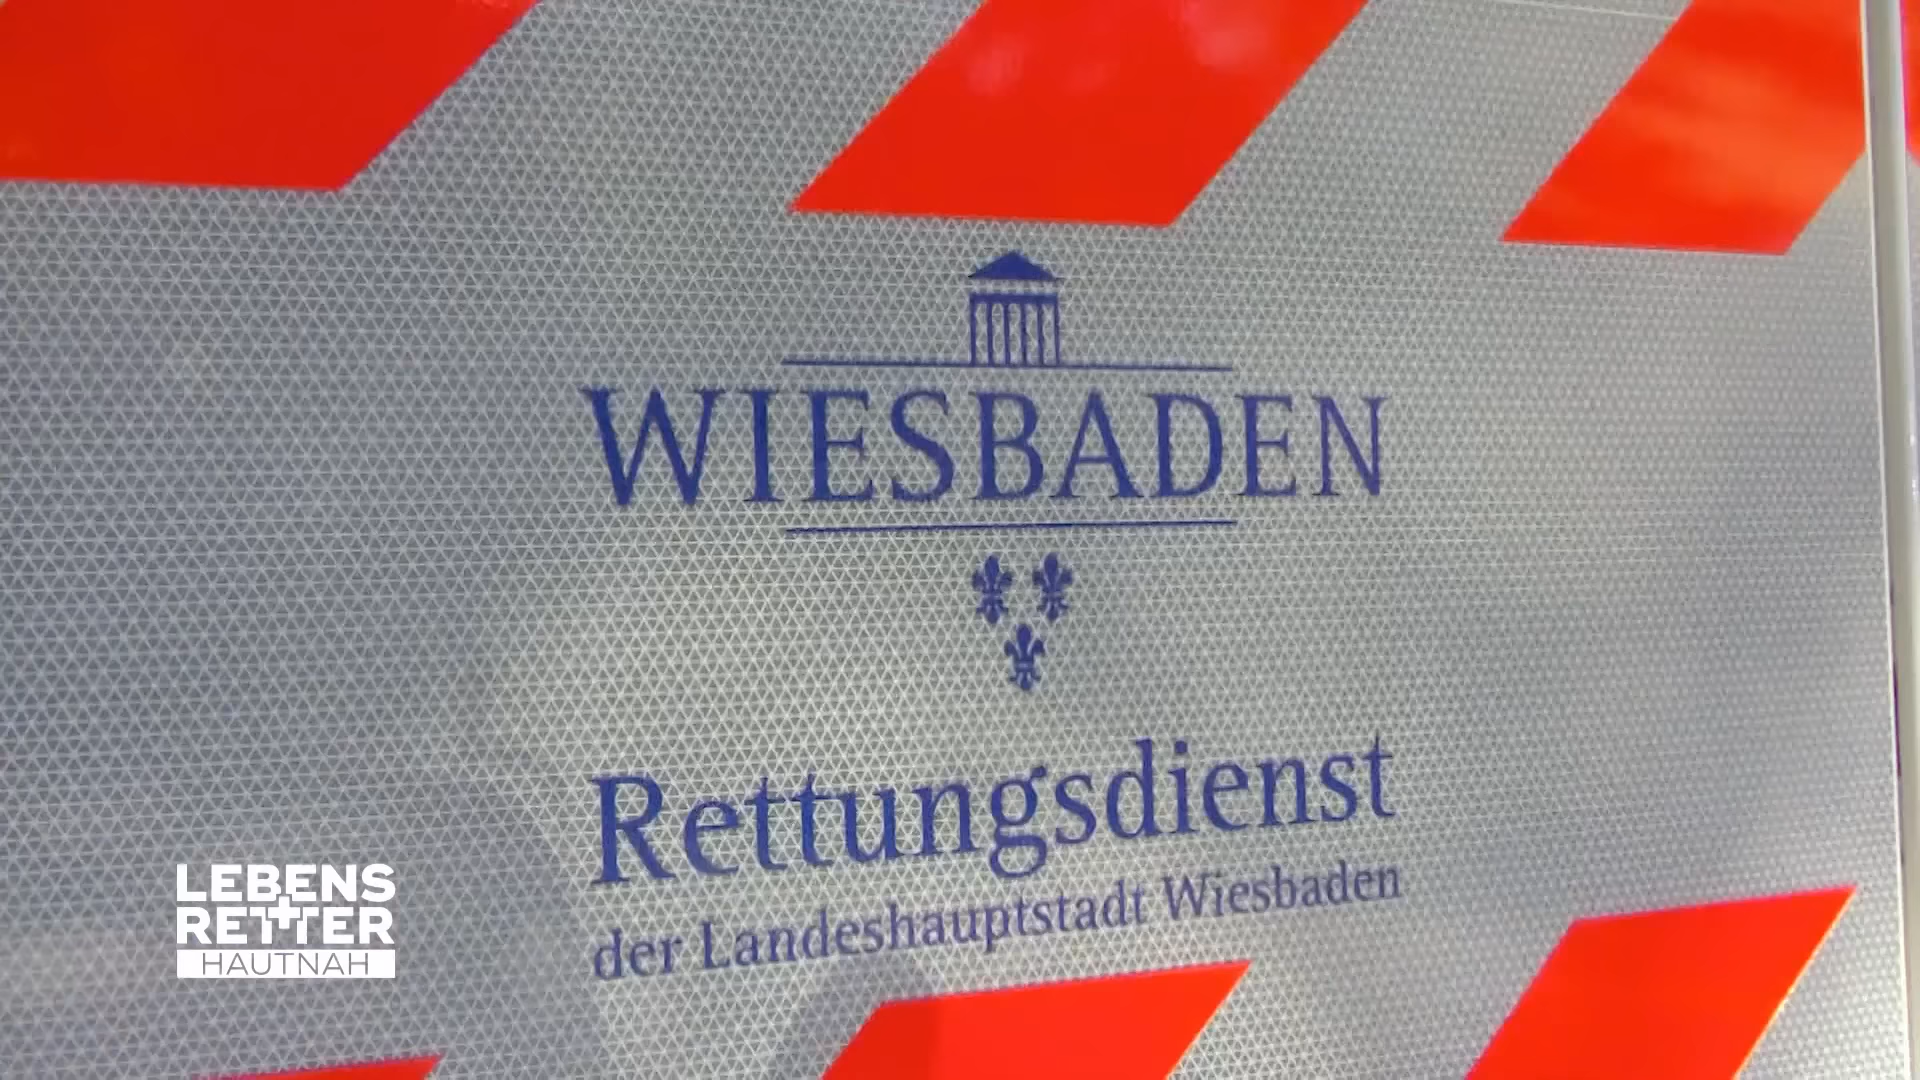 WIESBADEN
Rettungsdienst
der Landeshauptstadt Wiesbaden
LEBENS
RETTER
HAUTNAH